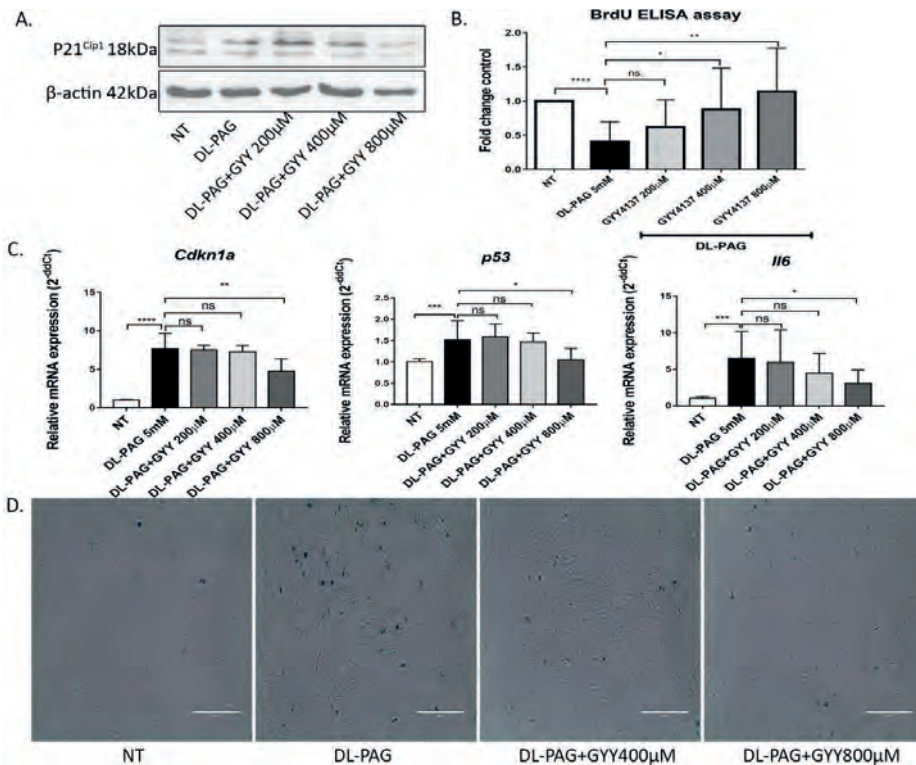 A.
P21Cip1 18kDa
β-actin 42kDa
NT
DL-PAG
DL-PAG+GYY 200µM
DL-PAG+GYY 400µM
DL-PAG+GYY 800µM
B.
BrdU ELISA assay
Fold change control
2.0
1.5
1.0
0.5
0.0
**
*
**** ns.
NT
DL-PAG 5mM
GYY4137 200µM
GYY4137 400µM
GYY4137 800µM
DL-PAG
C.
Cdkn1a
Relative mRNA expression (2-ddCt)
15
10
5
0
**
ns
**** ns
NT
DL-PAG 5mM
DL-PAG+GYY 200µM
DL-PAG+GYY 400µM
DL-PAG+GYY 800µM
p53
Relative mRNA expression (2-ddCt)
2.5
2.0
1.5
1.0
0.5
0.0
*
ns
*** ns
NT
DL-PAG 5mM
DL-PAG+GYY 200µM
DL-PAG+GYY 400µM
DL-PAG+GYY 800µM
Il6
Relative mRNA expression (2-ddCt)
15
10
5
0
*
ns
*** ns
NT
DL-PAG 5mM
DL-PAG+GYY 200µM
DL-PAG+GYY 400µM
DL-PAG+GYY 800µM
D.
NT
DL-PAG
DL-PAG+GYY400µM
DL-PAG+GYY800µM